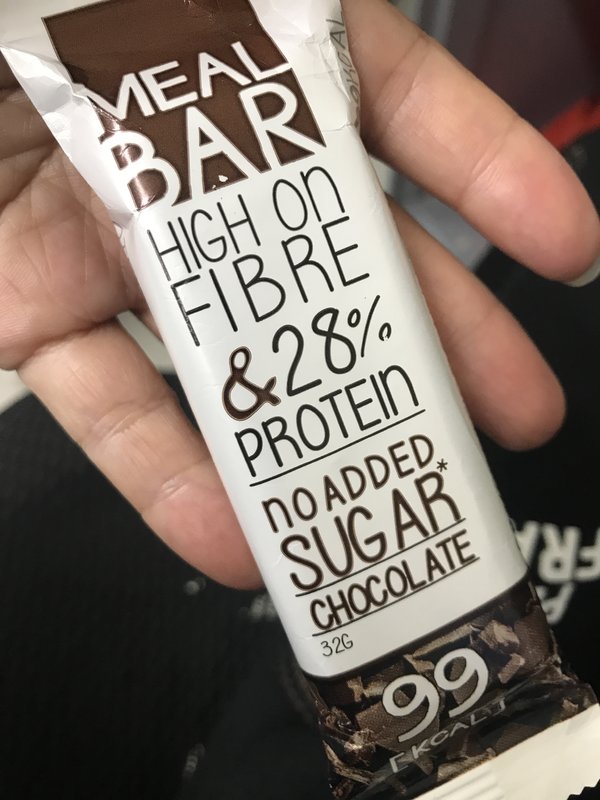 MEAL
BAR
HIGH ON
FIBRE
& 28%
PROTEIN
NO ADDED
SUGAR*
CHOCOLATE
32G
99
KCAL